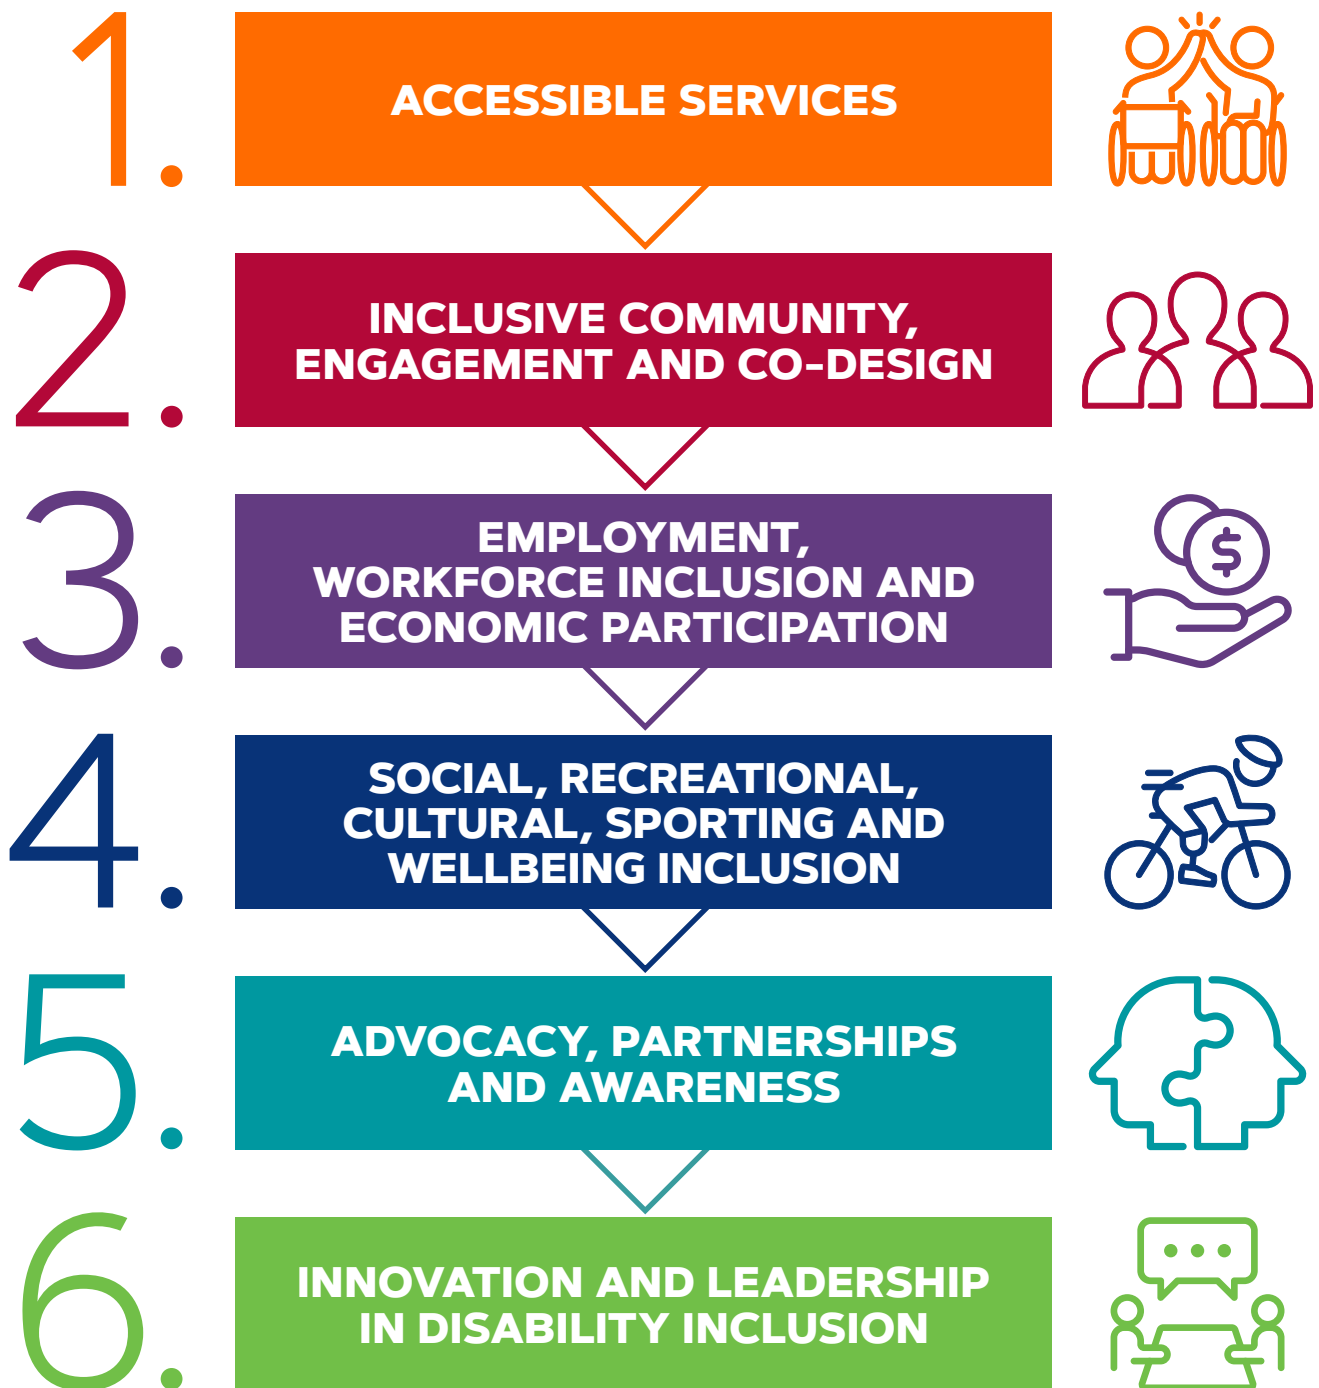 1.
ACCESSIBLE SERVICES
2.
INCLUSIVE COMMUNITY,
ENGAGEMENT AND CO-DESIGN
3.
EMPLOYMENT,
WORKFORCE INCLUSION AND
ECONOMIC PARTICIPATION
$
4.
SOCIAL, RECREATIONAL,
CULTURAL, SPORTING AND
WELLBEING INCLUSION
5.
ADVOCACY, PARTNERSHIPS
AND AWARENESS
6.
INNOVATION AND LEADERSHIP
IN DISABILITY INCLUSION